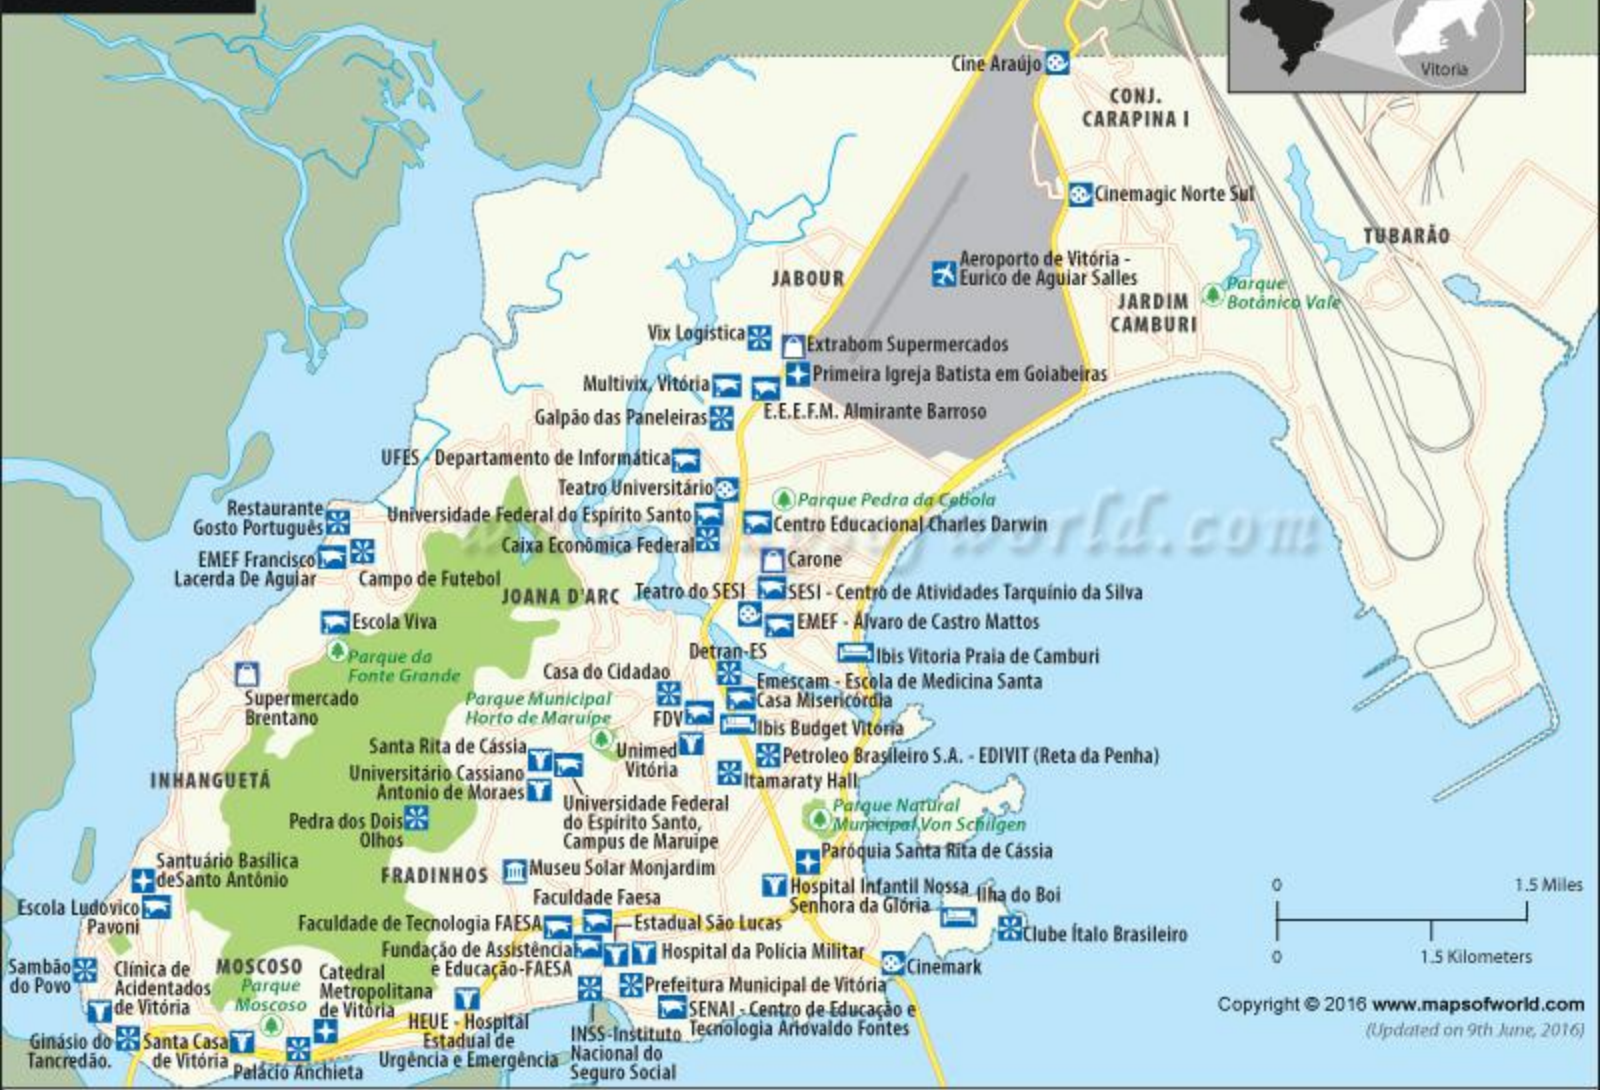 Vitoria
Cine Araújo
CONJ.
CARAPINA I
Cinemagic Norte Sul
TUBARÃO
Aeroporto de Vitória -
Eurico de Aguiar Salles
JABOUR
JARDIM
CAMBURI
Parque
Botânico Vale
Vix Logística
Extrabom Supermercados
Primeira Igreja Batista em Goiabeiras
Multivix, Vitória
E.E.E.F.M. Almirante Barroso
Galpão das Paneleiras
UFES - Departamento de Informática
Teatro Universitário
Parque Pedra da Cebola
Restaurante
Gosto Português
Universidade Federal do Espírito Santo
Centro Educacional Charles Darwin
world.com
Caixa Econômica Federal
Carone
EMEF Francisco
Lacerda De Aguiar
Campo de Futebol
JOANA D'ARC
Teatro do SESI
SESI - Centro de Atividades Tarquínio da Silva
Escola Viva
EMEF - Álvaro de Castro Mattos
Parque da
Fonte Grande
Detran-ES
Ibis Vitoria Praia de Camburi
Casa do Cidadao
Emescam - Escola de Medicina Santa
Casa Misericórdia
Supermercado
Brentano
Parque Municipal
Horto de Maruípe
FDV
Ibis Budget Vitoria
Santa Rita de Cássia
Unimed
Vitória
Petroleo Brasileiro S.A. - EDIVIT (Reta da Penha)
INHANGUETÁ
Universitário Cassiano
Antonio de Moraes
Itamaraty Hall
Universidade Federal
do Espírito Santo,
Campus de Maruípe
Parque Natural
Municipal Von Schilgen
Pedra dos Dois
Olhos
Paróquia Santa Rita de Cássia
Santuário Basílica
deSanto Antônio
FRADINHOS
Museu Solar Monjardim
Hospital Infantil Nossa
Senhora da Glória
Ilha do Boi
Escola Ludovico
Pavoni
Faculdade Faesa
Faculdade de Tecnologia FAESA
Estadual São Lucas
Clube Ítalo Brasileiro
Fundação de Assistência
e Educação-FAESA
Hospital da Polícia Militar
Cinemark
Sambão
do Povo
Clínica de
Acidentados
de Vitória
MOSCOSO
Parque
Moscoso
Catedral
Metropolitana
de Vitória
Prefeitura Municipal de Vitória
SENAI - Centro de Educação e
Tecnologia Ariovaldo Fontes
HEUE - Hospital
Estadual de
Urgência e Emergência
INSS-Instituto
Nacional do
Seguro Social
Ginásio do
Tancredão.
Santa Casa
de Vitória
Palácio Anchieta
0 1.5 Miles
0 1.5 Kilometers
Copyright © 2016 www.mapsofworld.com
(Updated on 9th June, 2016)